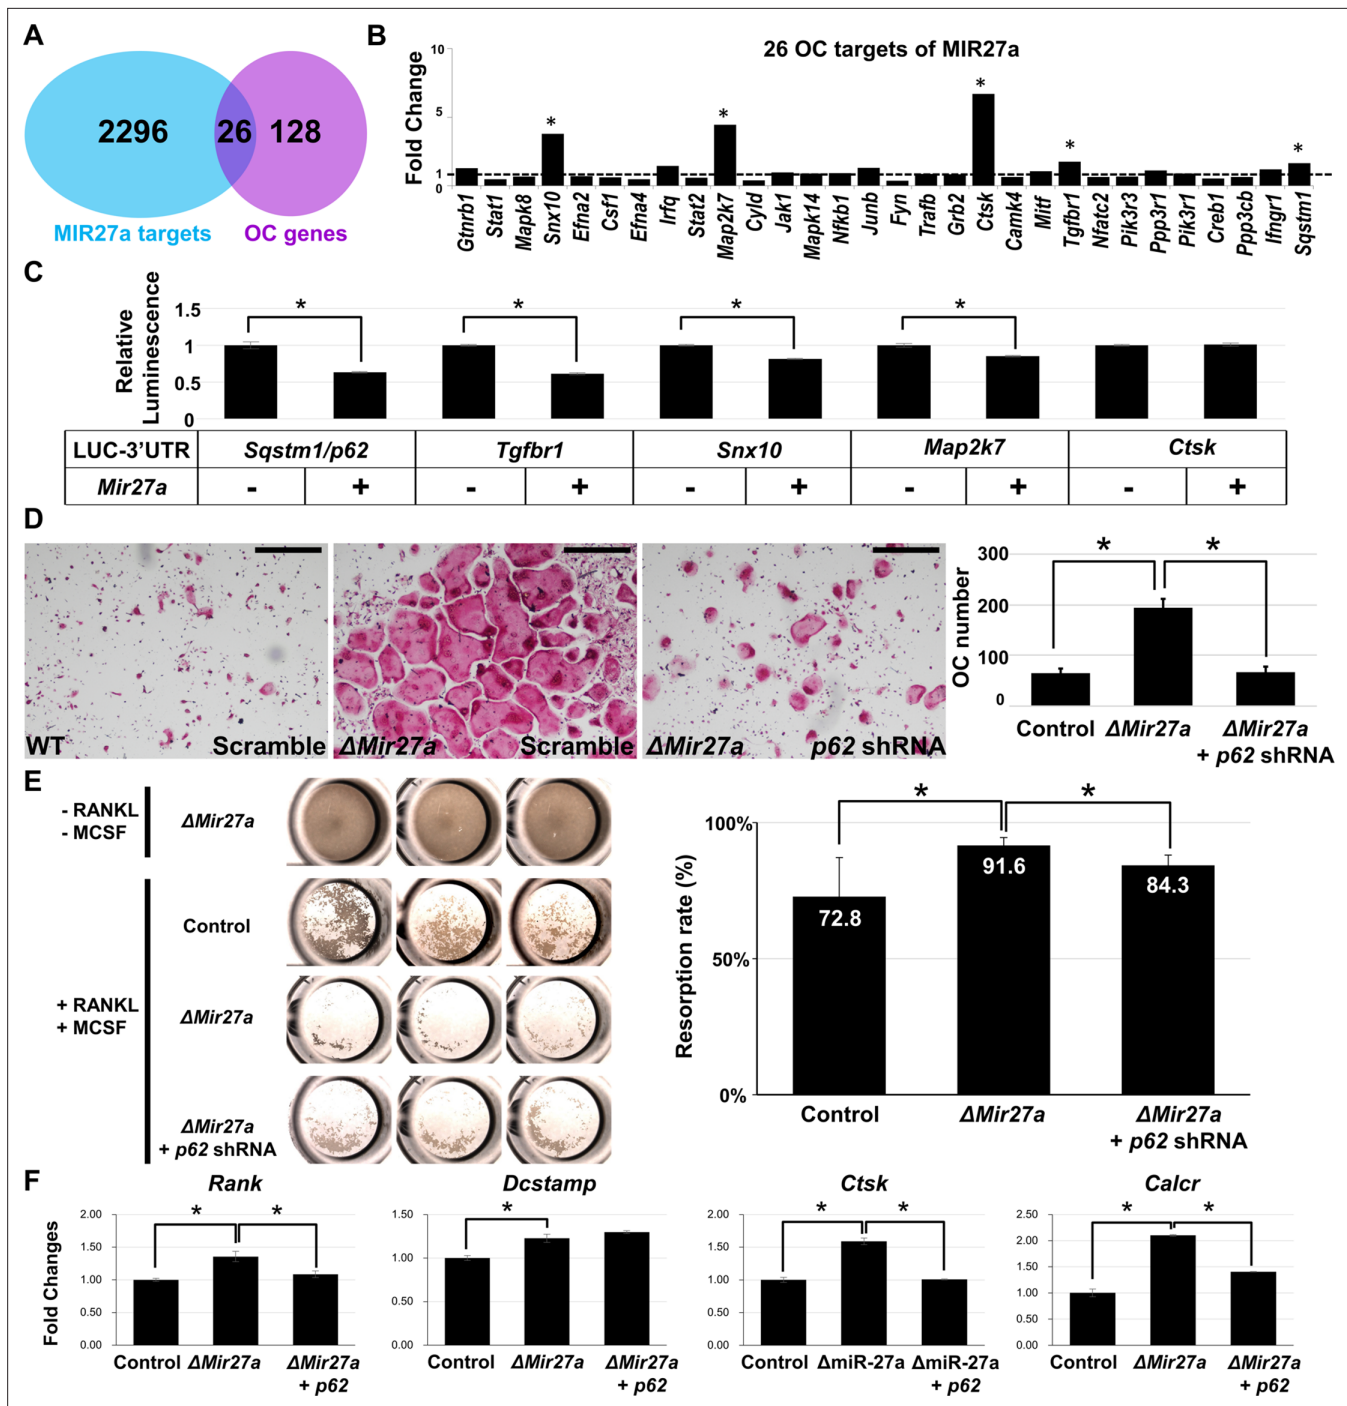 A
2296
26
128
MIR27a targets
OC genes
B
26 OC targets of MIR27a
Fold Change
10
5
1
0
*
*
*
*
*
Gtnrb1
Stat1
Mapk8
Snx10
Efna2
Csf1
Efna4
Irfq
Stat2
Map2k7
Cyld
Jak1
Mapk14
Nfkb1
Junb
Fyn
Trafb
Grb2
Ctsk
Camk4
Mitf
Tgfbr1
Nfatc2
Pik3r3
Ppp3r1
Pik3r1
Creb1
Ppp3cb
Ifngr1
Sqstm1
C
Relative
Luminescence
1.5
1
0.5
0
*
*
*
*
LUC-3'UTR
Sqstm1/p62
Tgfbr1
Snx10
Map2k7
Ctsk
Mir27a
- + - + - + - + - +
D
WT
Scramble
ΔMir27a
Scramble
ΔMir27a
p62 shRNA
OC number
300
200
100
0
*
*
Control
ΔMir27a
ΔMir27a
+ p62 shRNA
E
- RANKL
- MCSF
ΔMir27a
Control
+ RANKL
+ MCSF
ΔMir27a
ΔMir27a
+ p62 shRNA
Resorption rate (%)
100%
50%
0%
*
*
72.8
91.6
84.3
Control
ΔMir27a
ΔMir27a
+ p62 shRNA
F
Fold Changes
Rank
2.00
1.50
1.00
0.50
0.00
*
*
Control
ΔMir27a
ΔMir27a
+ p62
Dcstamp
1.50
1.00
0.50
0.00
*
Control
ΔMir27a
ΔMir27a
+ p62
Ctsk
2.00
1.50
1.00
0.50
0.00
*
*
Control
ΔmiR-27a
ΔmiR-27a
+ p62
Calcr
2.50
2.00
1.50
1.00
0.50
0.00
*
*
Control
ΔMir27a
ΔMir27a
+ p62